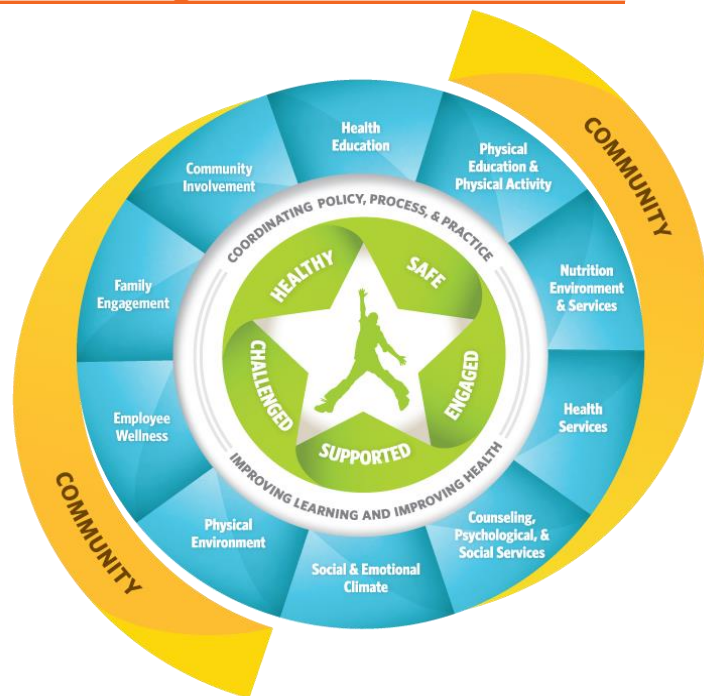 COMMUNITY
Health
Education
Physical
Education &
Physical Activity
Nutrition
Environment
& Services
Health
Services
Counseling,
Psychological, &
Social Services
Social & Emotional
Climate
Physical
Environment
Employee
Wellness
Family
Engagement
Community
Involvement
COORDINATING POLICY, PROCESS, & PRACTICE
HEALTHY
SAFE
ENGAGED
SUPPORTED
CHALLENGED
IMPROVING LEARNING AND IMPROVING HEALTH
COMMUNITY